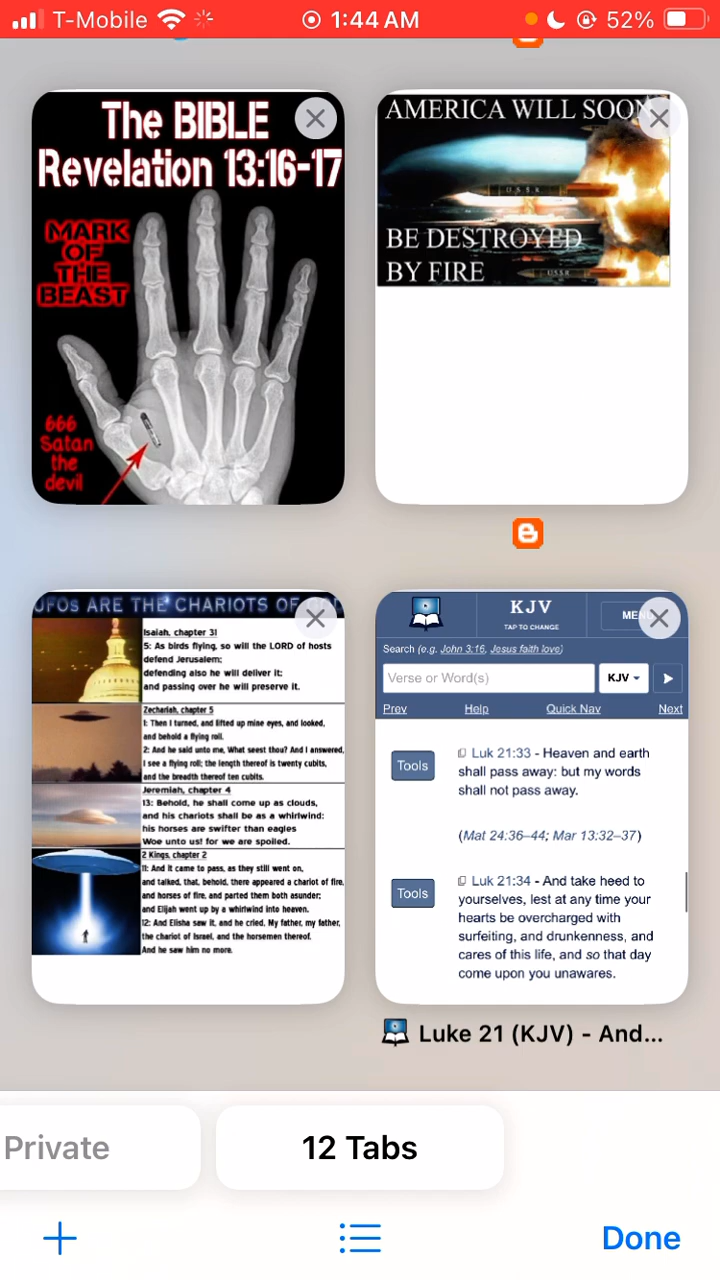 T-Mobile
1:44 AM
52%
The BIBLE
Revelation 13:16-17
MARK
OF
THE
BEAST
666
Satan
the
devil
AMERICA WILL SOON
U S S R
BE DESTROYED
BY FIRE
USSR
UFOs ARE THE CHARIOTS OF GOD
Isaiah, chapter 31
5: As birds flying, so will the LORD of hosts
defend Jerusalem;
defending also he will deliver it;
and passing over he will preserve it.
Zechariah, chapter 5
1: Then I turned, and lifted up mine eyes, and looked,
and behold a flying roll.
2: And he said unto me, What seest thou? And I answered,
I see a flying roll; the length thereof is twenty cubits,
and the breadth thereof ten cubits.
Jeremiah, chapter 4
13: Behold, he shall come up as clouds,
and his chariots shall be as a whirlwind:
his horses are swifter than eagles
Woe unto us! for we are spoiled.
2 Kings, chapter 2
11: And it came to pass, as they still went on,
and talked, that, behold, there appeared a chariot of fire,
and horses of fire, and parted them both asunder;
and Elijah went up by a whirlwind into heaven.
12: And Elisha saw it, and he cried, My father, my father,
the chariot of Israel, and the horsemen thereof.
And he saw him no more.
KJV
TAP TO CHANGE
MENU
Search (e.g. John 3:16, Jesus faith love)
Verse or Word(s)
KJV
Prev
Help
Quick Nav
Next
Tools
Luk 21:33 - Heaven and earth
shall pass away: but my words
shall not pass away.
(Mat 24:36–44; Mar 13:32–37)
Tools
Luk 21:34 - And take heed to
yourselves, lest at any time your
hearts be overcharged with
surfeiting, and drunkenness, and
cares of this life, and so that day
come upon you unawares.
Luke 21 (KJV) - And...
Private
12 Tabs
Done